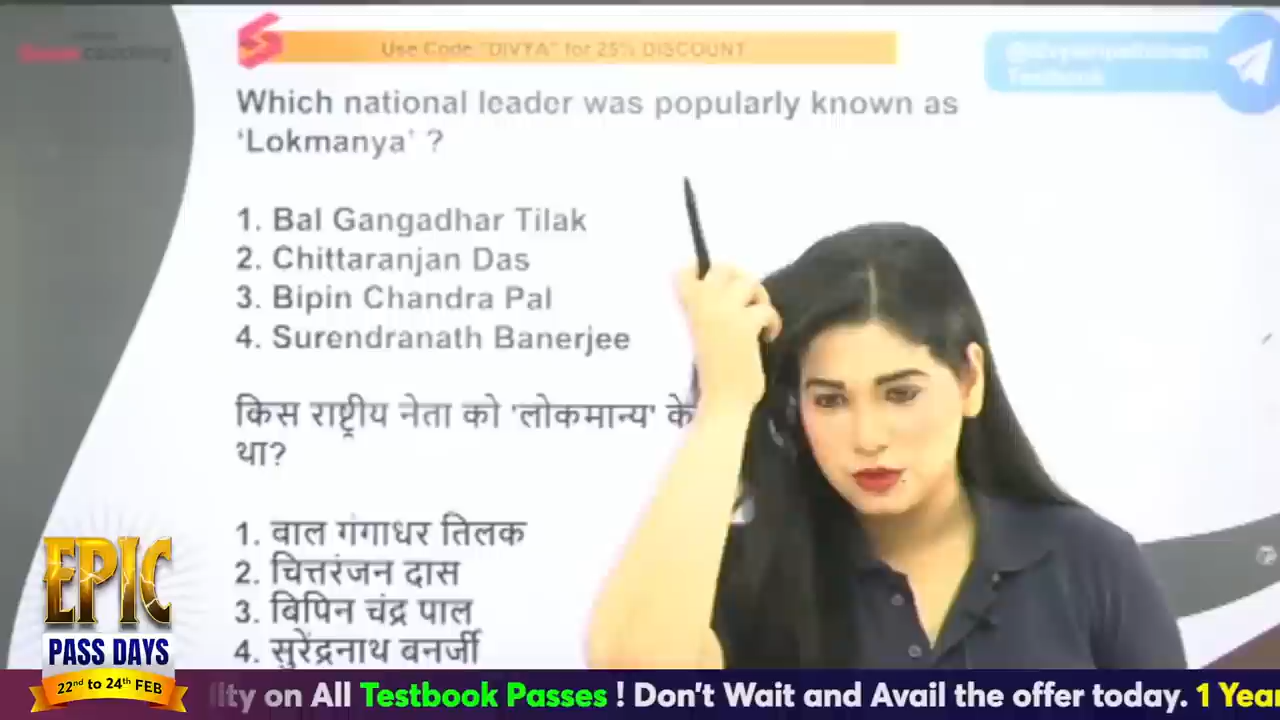 coaching
Use Code "DIVYA" for 25% DISCOUNT
Testbook
Which national leader was popularly known as
‘Lokmanya’ ?
1. Bal Gangadhar Tilak
2. Chittaranjan Das
3. Bipin Chandra Pal
4. Surendranath Banerjee
किस राष्ट्रीय नेता को 'लोकमान्य' के
था?
1. बाल गंगाधर तिलक
2. चित्तरंजन दास
3. बिपिन चंद्र पाल
4. सुरेंद्रनाथ बनर्जी
EPIC
PASS DAYS
22nd to 24th FEB
lity on All Testbook Passes ! Don't Wait and Avail the offer today. 1 Year